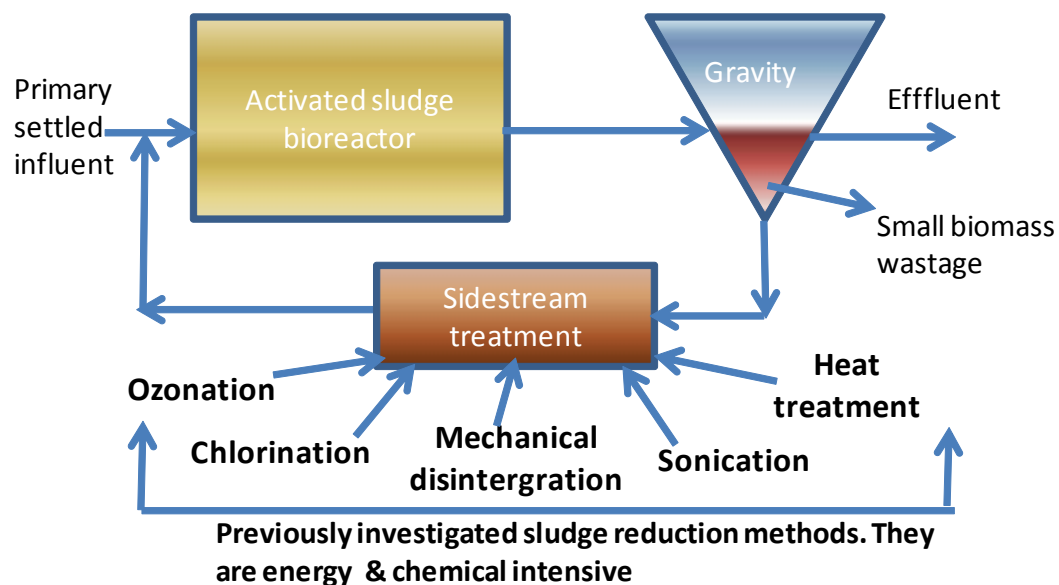 Primary
settled
influent
Activated sludge
bioreactor
Gravity
Efffluent
Small biomass
wastage
Sidestream
treatment
Ozonation
Chlorination
Mechanical
disintergration
Sonication
Heat
treatment
Previously investigated sludge reduction methods. They
are energy & chemical intensive